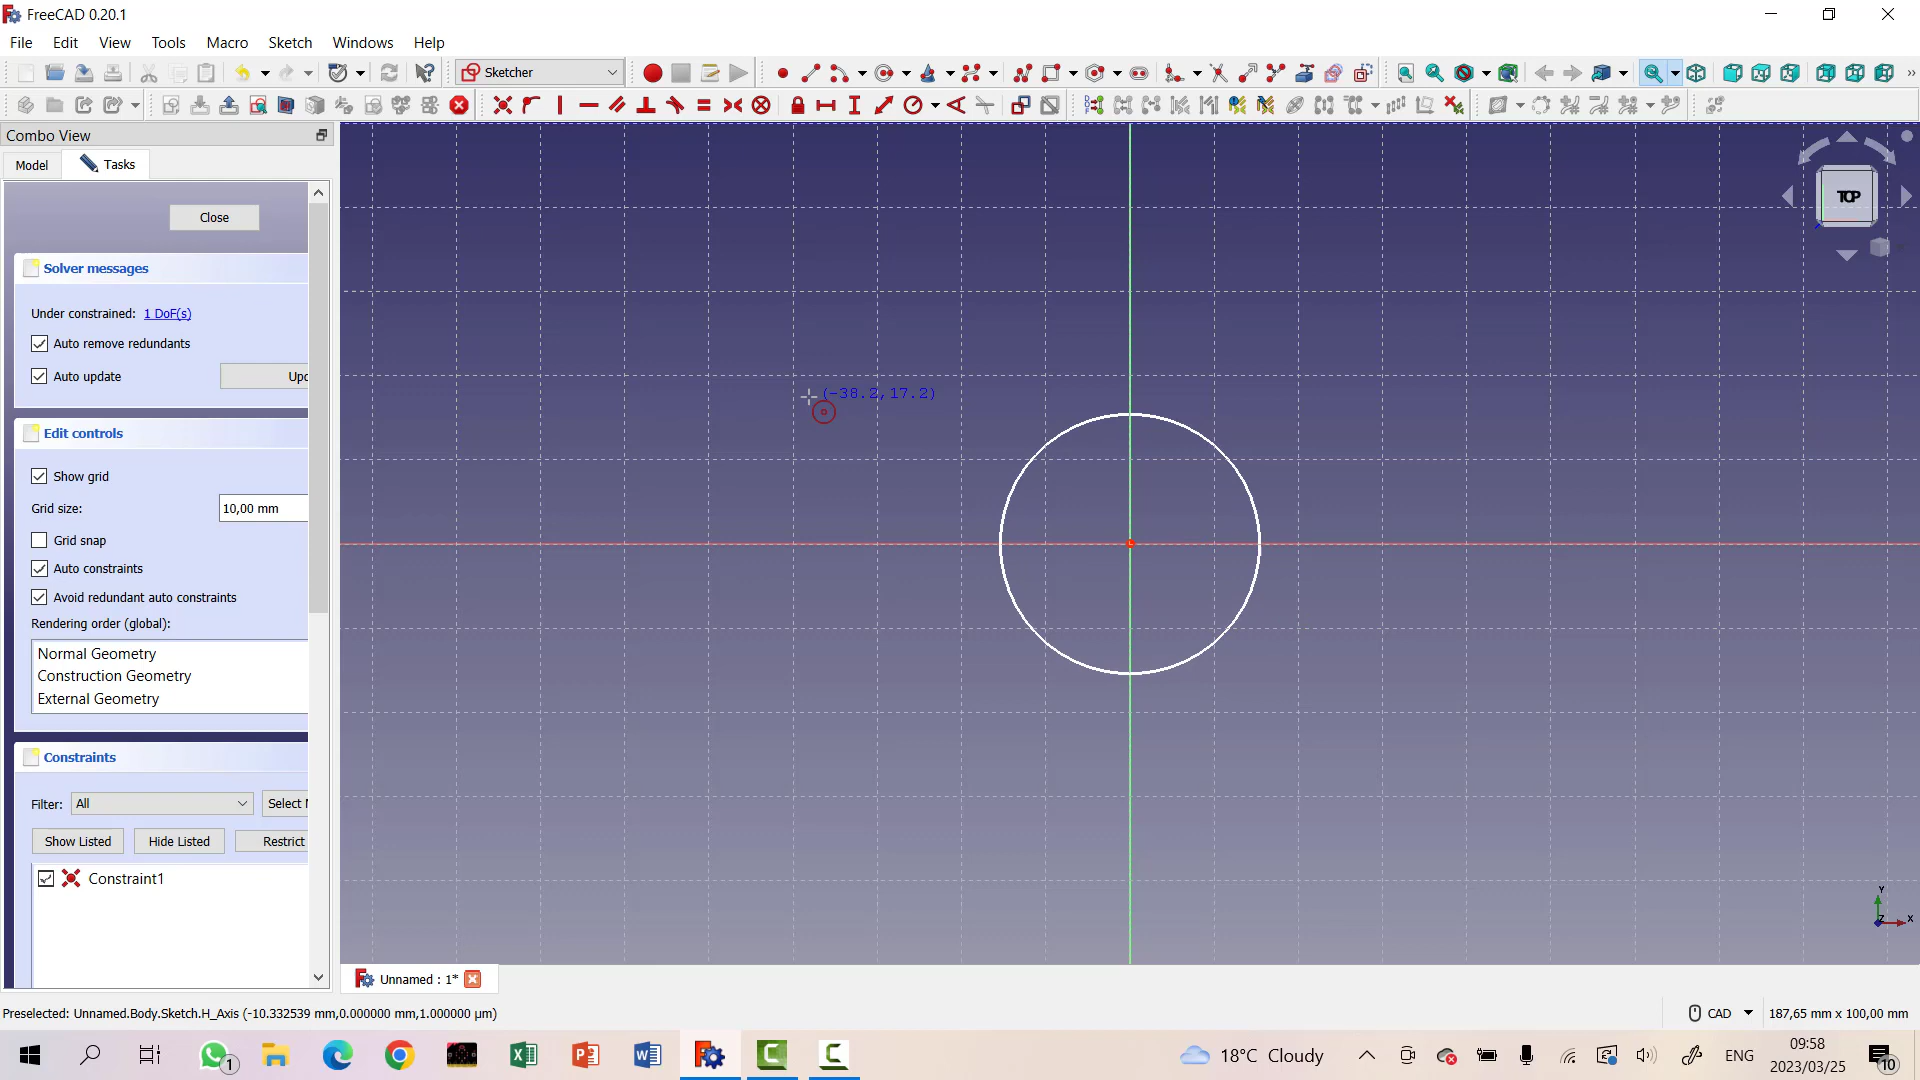 FreeCAD 0.20.1
File Edit View Tools Macro Sketch Windows Help
Sketcher
Combo View
Model Tasks
Close
Solver messages
Under constrained: 1 DoF(s)
Auto remove redundants
Auto update Upd
Edit controls
Show grid
Grid size: 10,00 mm
Grid snap
Auto constraints
Avoid redundant auto constraints
Rendering order (global):
Normal Geometry
Construction Geometry
External Geometry
Constraints
Filter: All Select
Show Listed Hide Listed Restrict
Constraint1
(-38.2,17.2)
TOP
Y
Z X
Unnamed : 1*
Preselected: Unnamed.Body.Sketch.H_Axis (-10.332539 mm,0.000000 mm,1.000000 µm)
CAD 187,65 mm x 100,00 mm
1
18°C Cloudy
ENG
09:58
2023/03/25
10